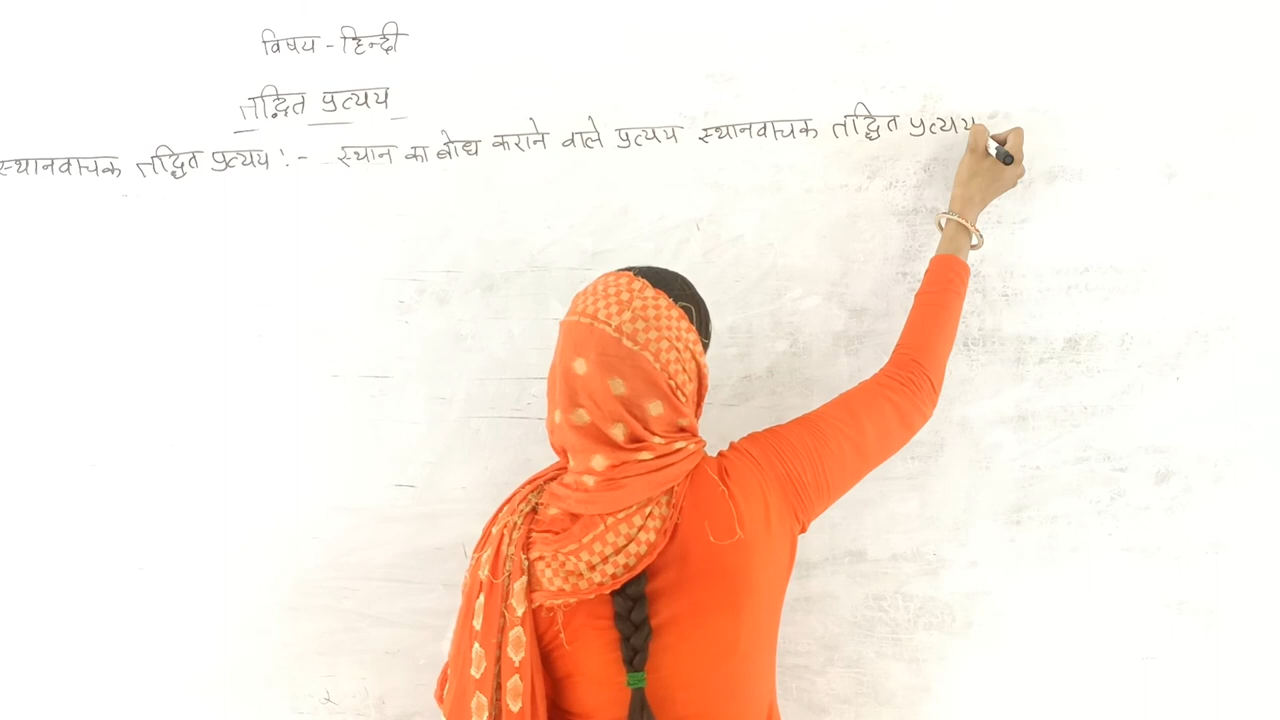 विषय - हिन्दी
तद्धित प्रत्यय
स्थानवाचक तद्धित प्रत्यय :- स्थान का बोध कराने वाले प्रत्यय स्थानवाचक तद्धित प्रत्यय